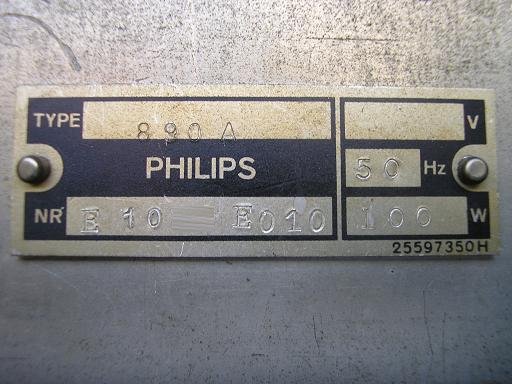 TYPE 890 A V
PHILIPS 50 Hz
NR E 10 E010 100 W
25597350H